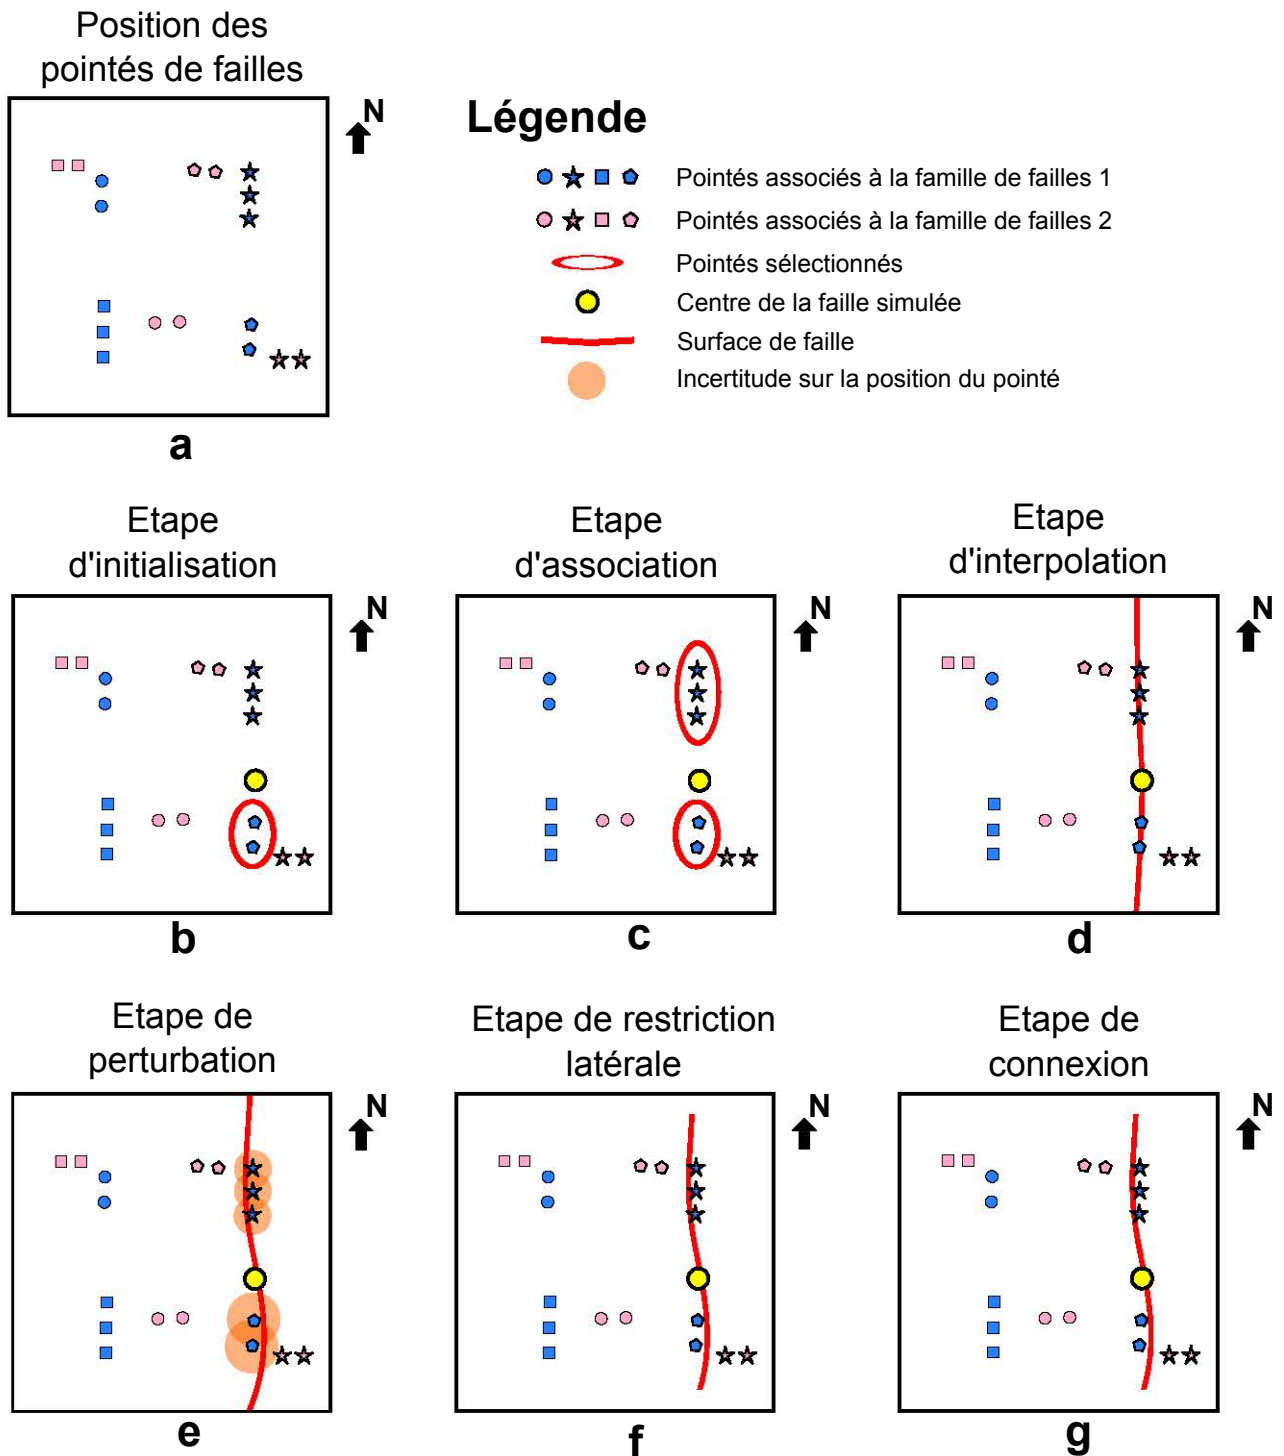 Position des
pointés de failles
N
Légende
Pointés associés à la famille de failles 1
Pointés associés à la famille de failles 2
Pointés sélectionnés
Centre de la faille simulée
Surface de faille
Incertitude sur la position du pointé
a
Etape
d'initialisation
N
b
Etape
d'association
N
c
Etape
d'interpolation
N
d
Etape de
perturbation
N
e
Etape de restriction
latérale
N
f
Etape de
connexion
N
g